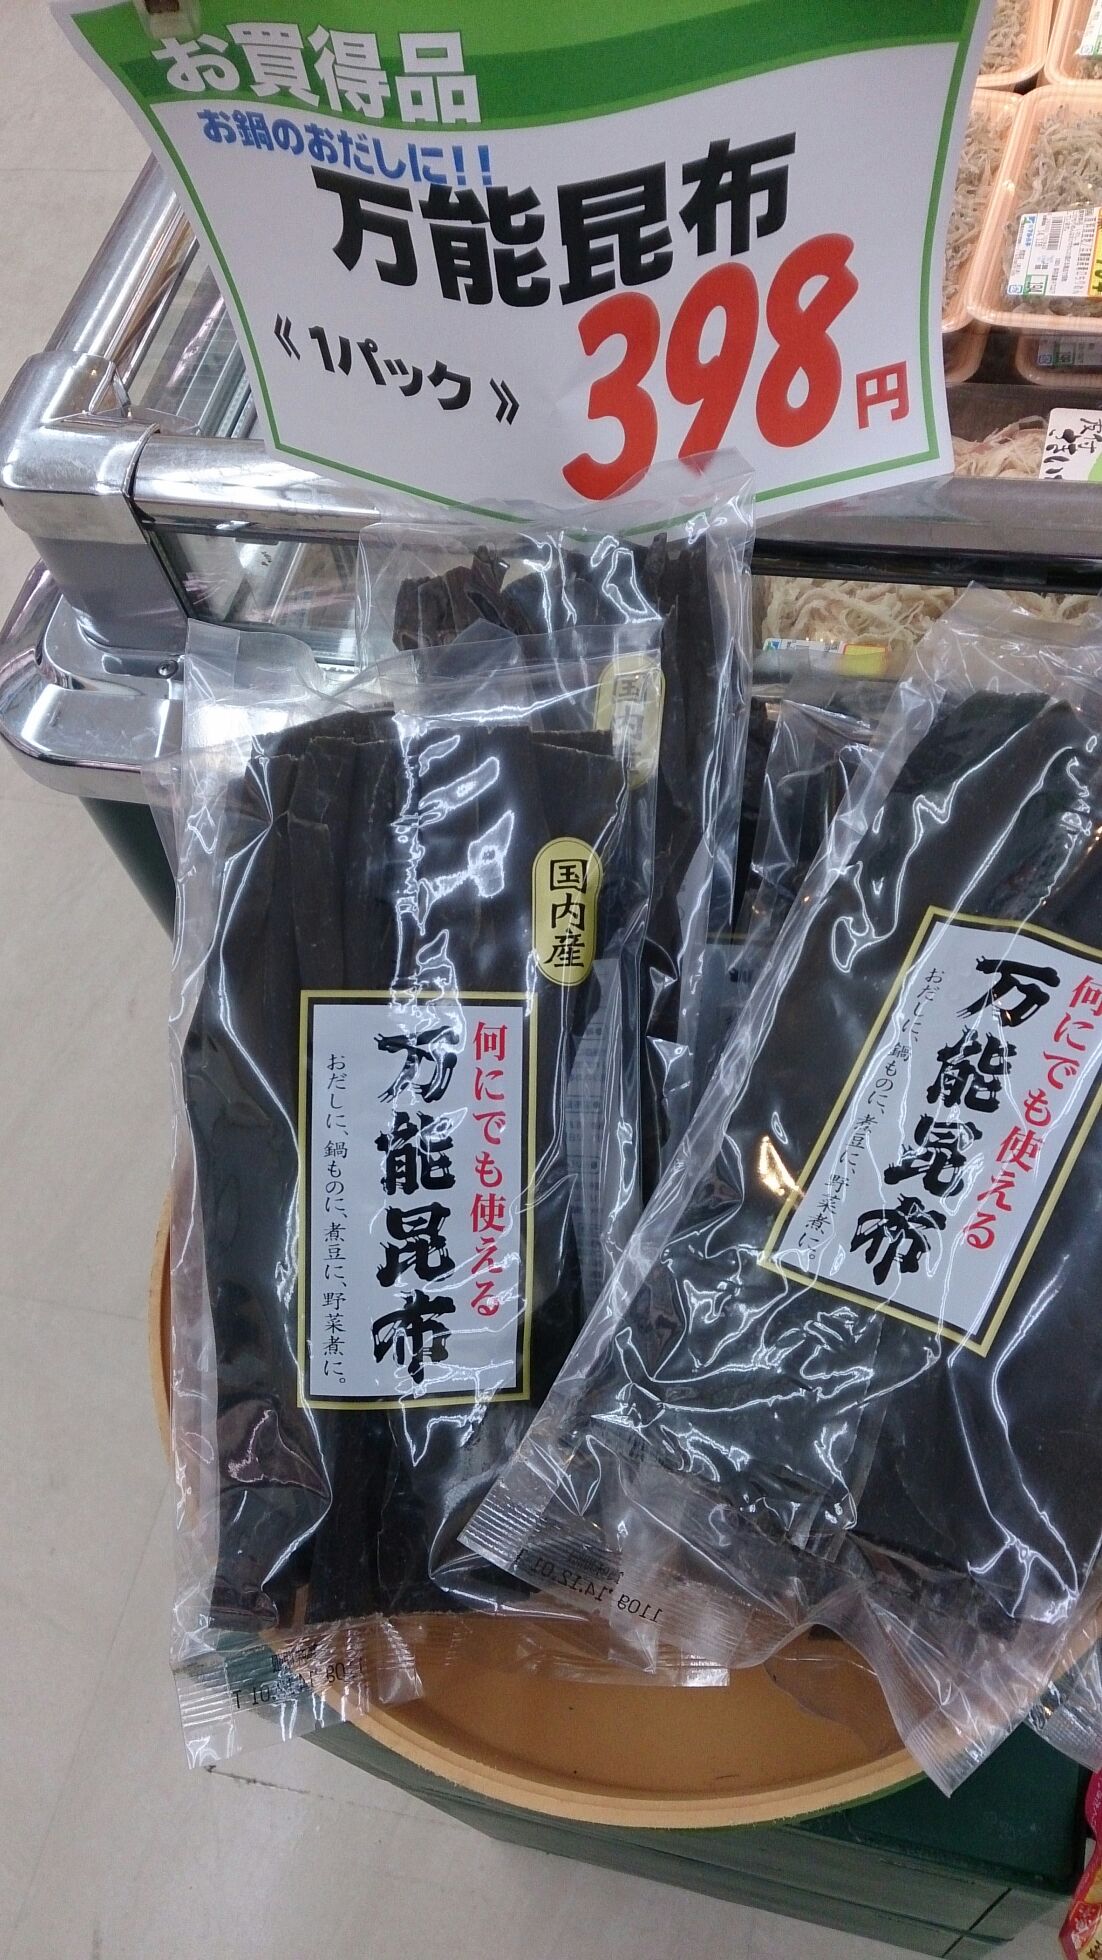 お買得品
お鍋のおだしに!!
万能昆布
《1パック》
398円
国内産
国内産
何にでも使える
万能昆布
おだしに、鍋ものに、煮豆に、野菜煮に。
何にでも使える
万能昆布
おだしに、鍋ものに、煮豆に、野菜煮に。
110g